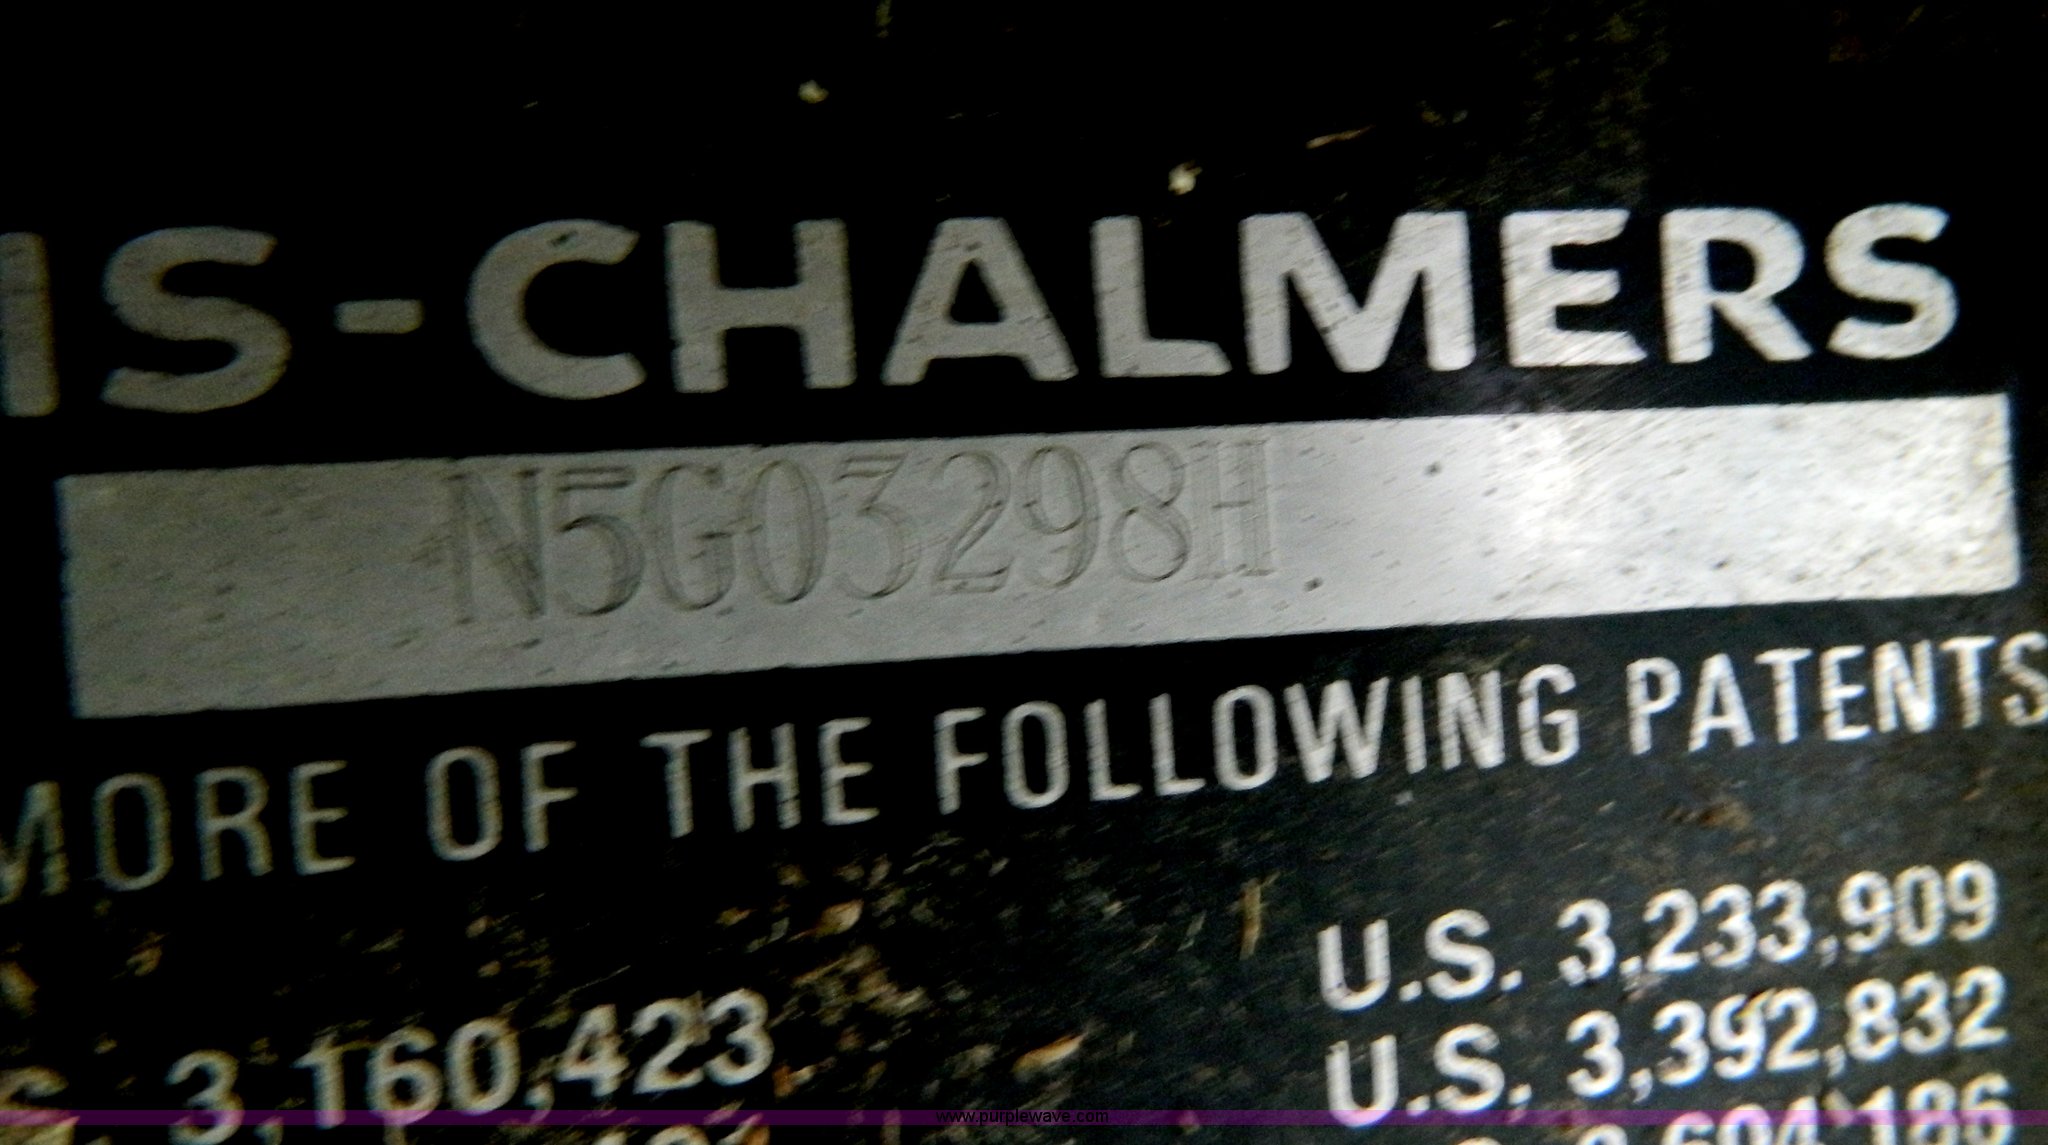 IS-CHALMERS
N5G03298H
MORE OF THE FOLLOWING PATENTS
U.S. 3,233,909
S. 3,160,423
U.S. 3,392,832
www.purplewave.com